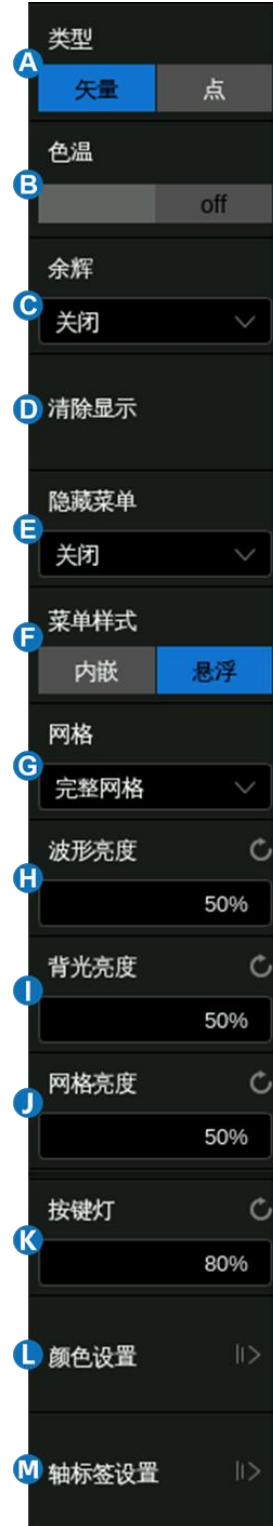 类型
A
矢量 点
色温
B
off
余辉
C
关闭
D 清除显示
隐藏菜单
E
关闭
菜单样式
F
内嵌 悬浮
网格
G
完整网格
波形亮度
H
50%
背光亮度
I
50%
网格亮度
J
50%
按键灯
K
80%
L 颜色设置
M 轴标签设置